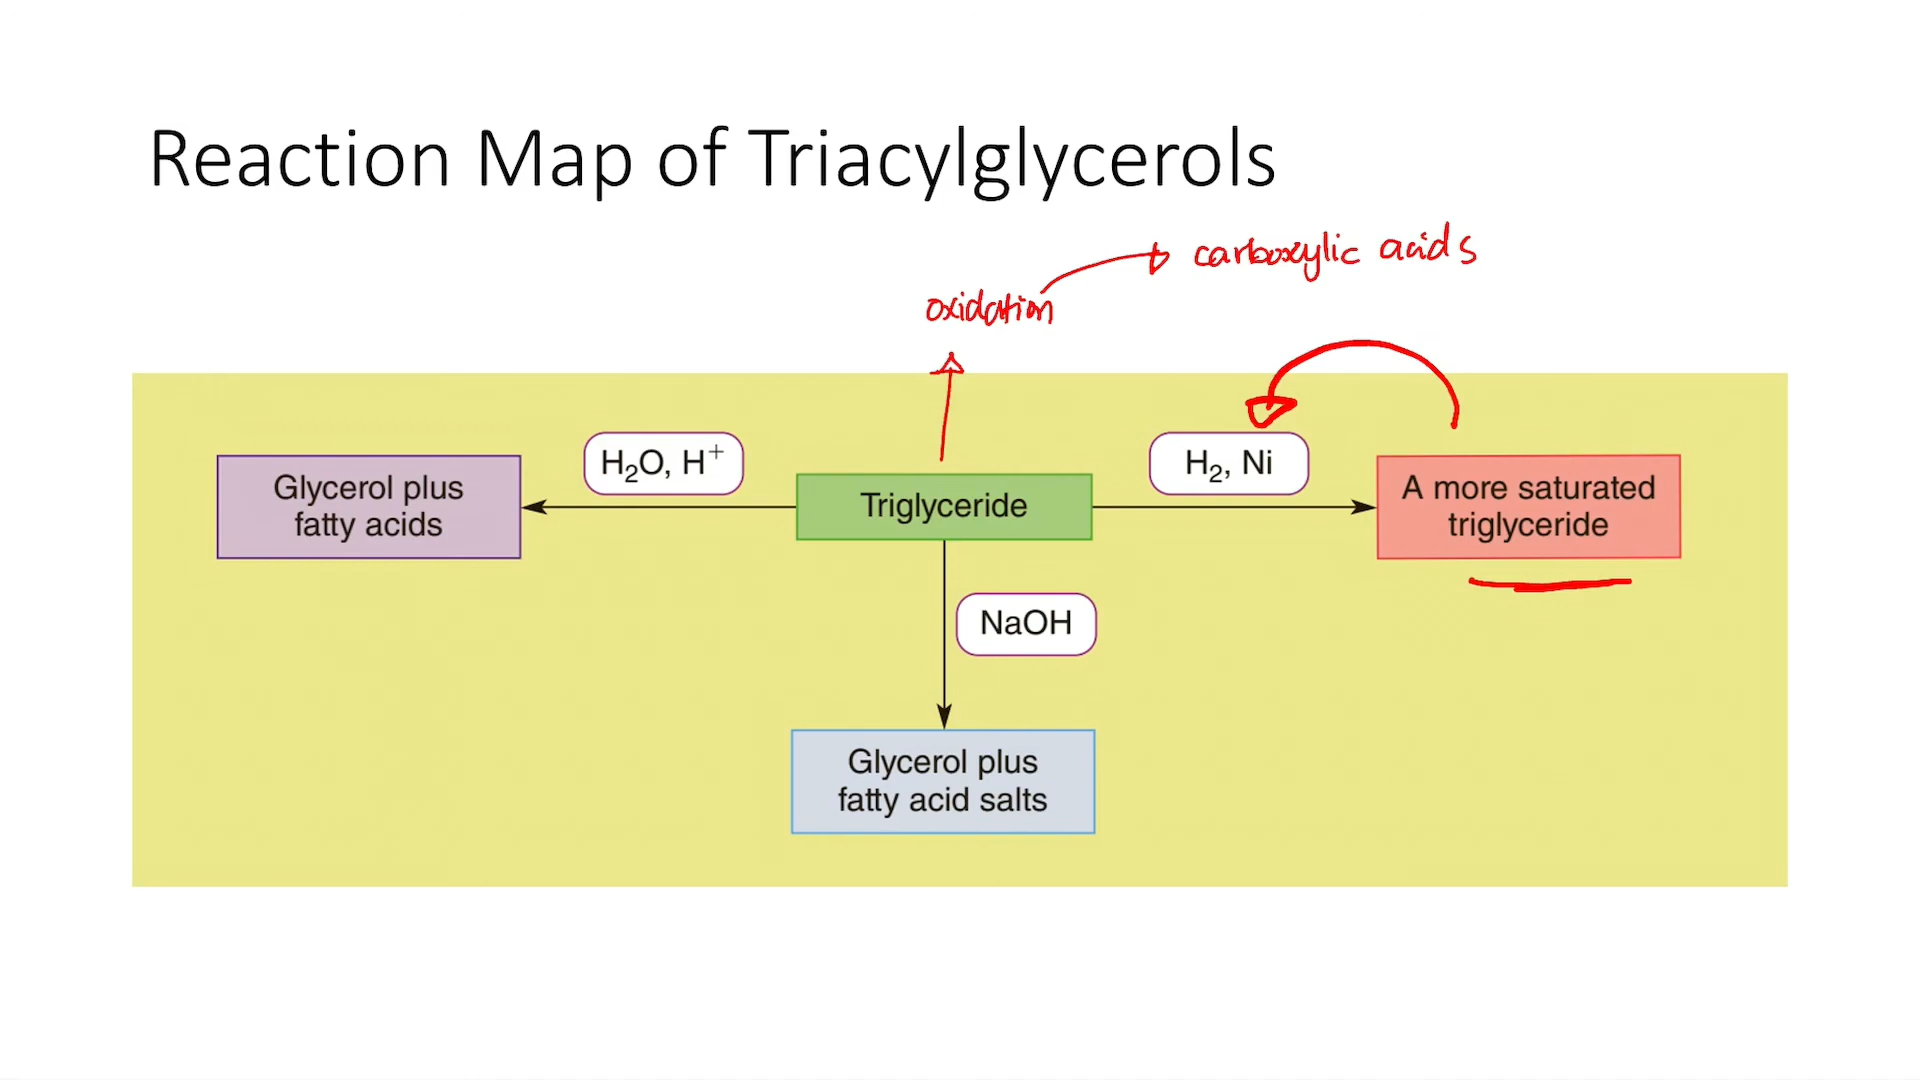 Reaction Map of Triacylglycerols
carboxylic acids
oxidation
H₂O, H⁺
H₂, Ni
Glycerol plus
fatty acids
Triglyceride
A more saturated
triglyceride
NaOH
Glycerol plus
fatty acid salts